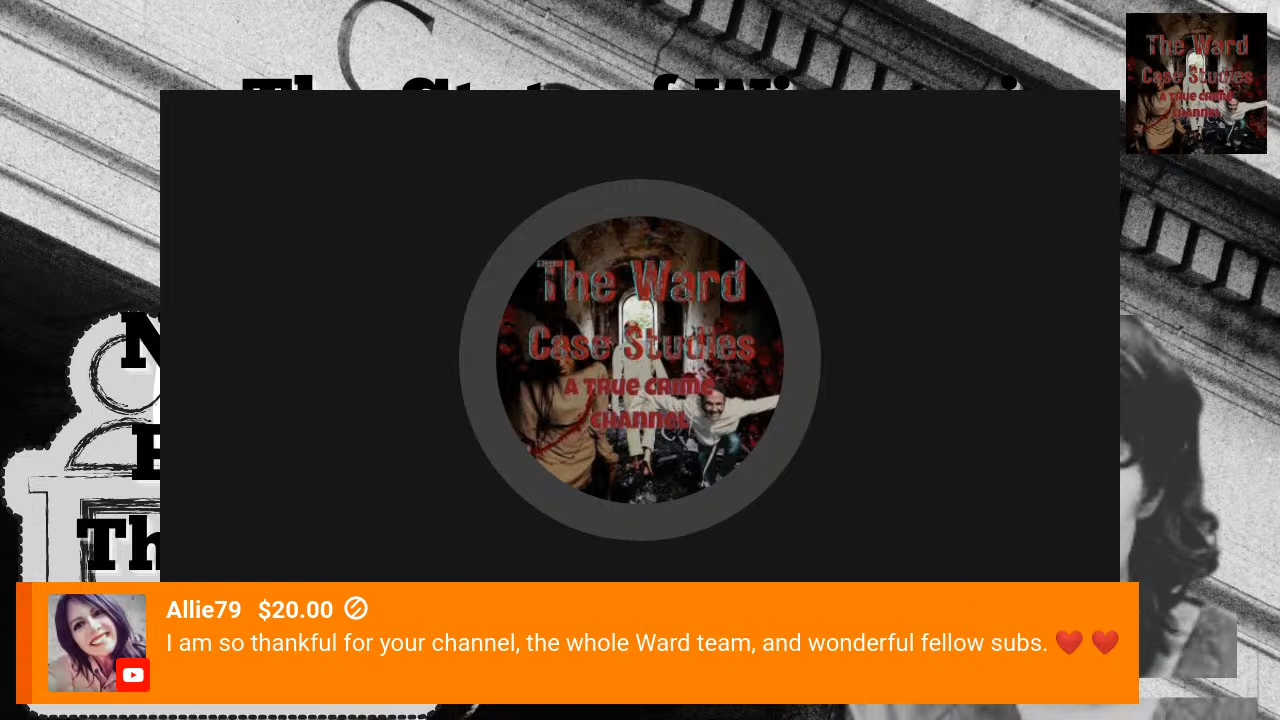 The Ward
Case Studies
A TRUE CRIME
CHANNEL
The Ward
Case Studies
A TRUE CRIME
CHANNEL
Th
Allie79 $20.00
I am so thankful for your channel, the whole Ward team, and wonderful fellow subs. ❤️ ❤️